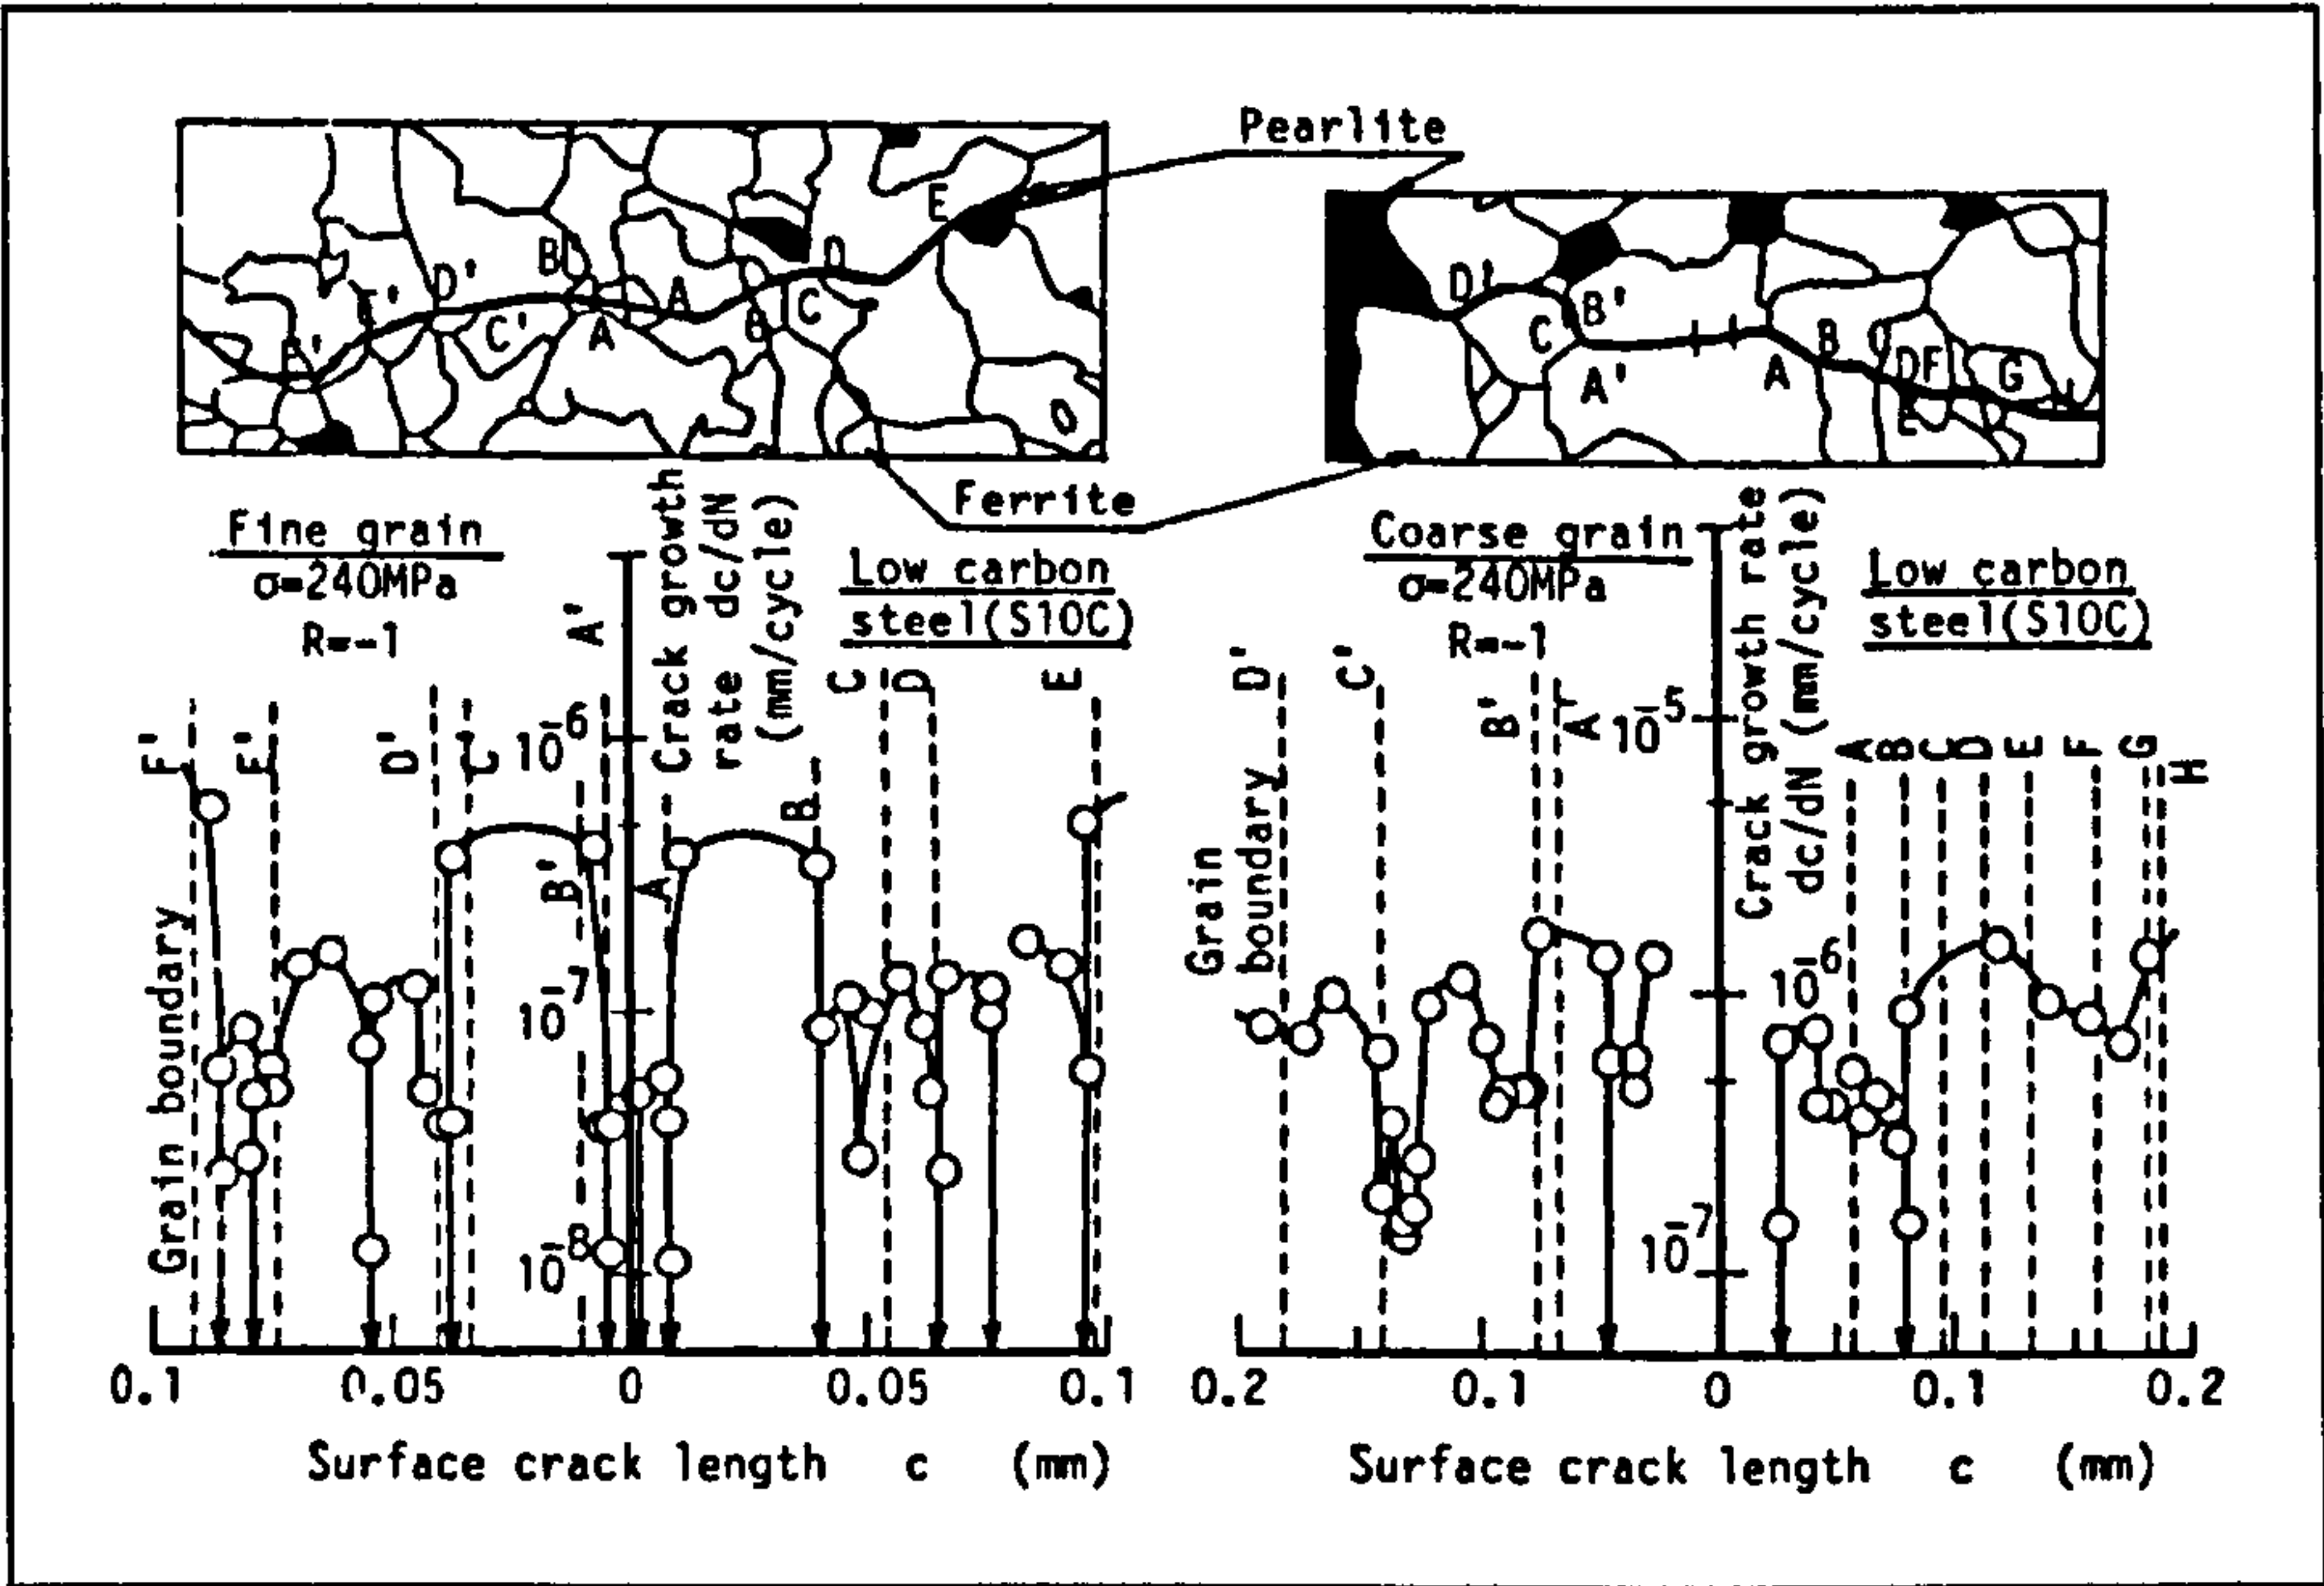 Pearlite
E
B
D'
D
A
C
C'
A
B
E'
F'
Ferrite
D'
B'
C
A'
A
B
C
D
F
G
E
H
Fine grain
σ=240MPa
R=-1
Crack growth
rate dc/dN
(mm/cycle)
Low carbon
steel(S10C)
Coarse grain
σ=240MPa
R=-1
Crack growth rate
dc/dN (mm/cycle)
Low carbon
steel(S10C)
F'
E'
D'
C
B'
A'
A
B
C
D
E
10⁻⁶
10⁻⁷
10⁻⁸
Grain boundary
D'
C'
B'
A'
A
B
C
D
E
F
G
H
10⁻⁵
10⁻⁶
10⁻⁷
Grain
boundary
0.1 0.05 0 0.05 0.1
Surface crack length c (mm)
0.2 0.1 0 0.1 0.2
Surface crack length c (mm)